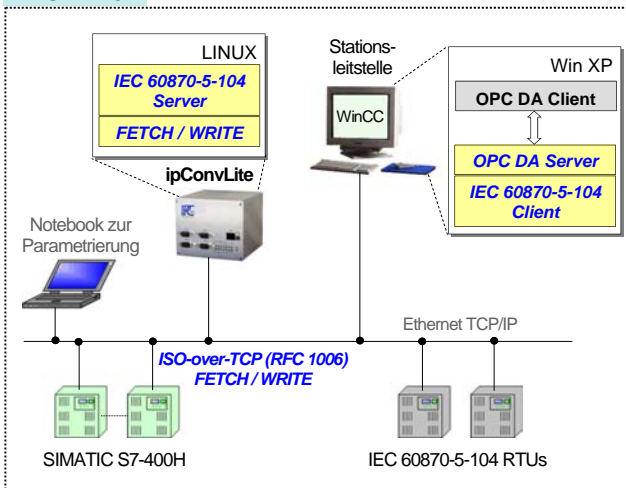 LINUX
IEC 60870-5-104
Server
FETCH / WRITE
ipConvLite
Stations-
leitstelle
WinCC
Win XP
OPC DA Client
OPC DA Server
IEC 60870-5-104
Client
Notebook zur
Parametrierung
Ethernet TCP/IP
ISO-over-TCP (RFC 1006)
FETCH / WRITE
SIMATIC S7-400H
IEC 60870-5-104 RTUs